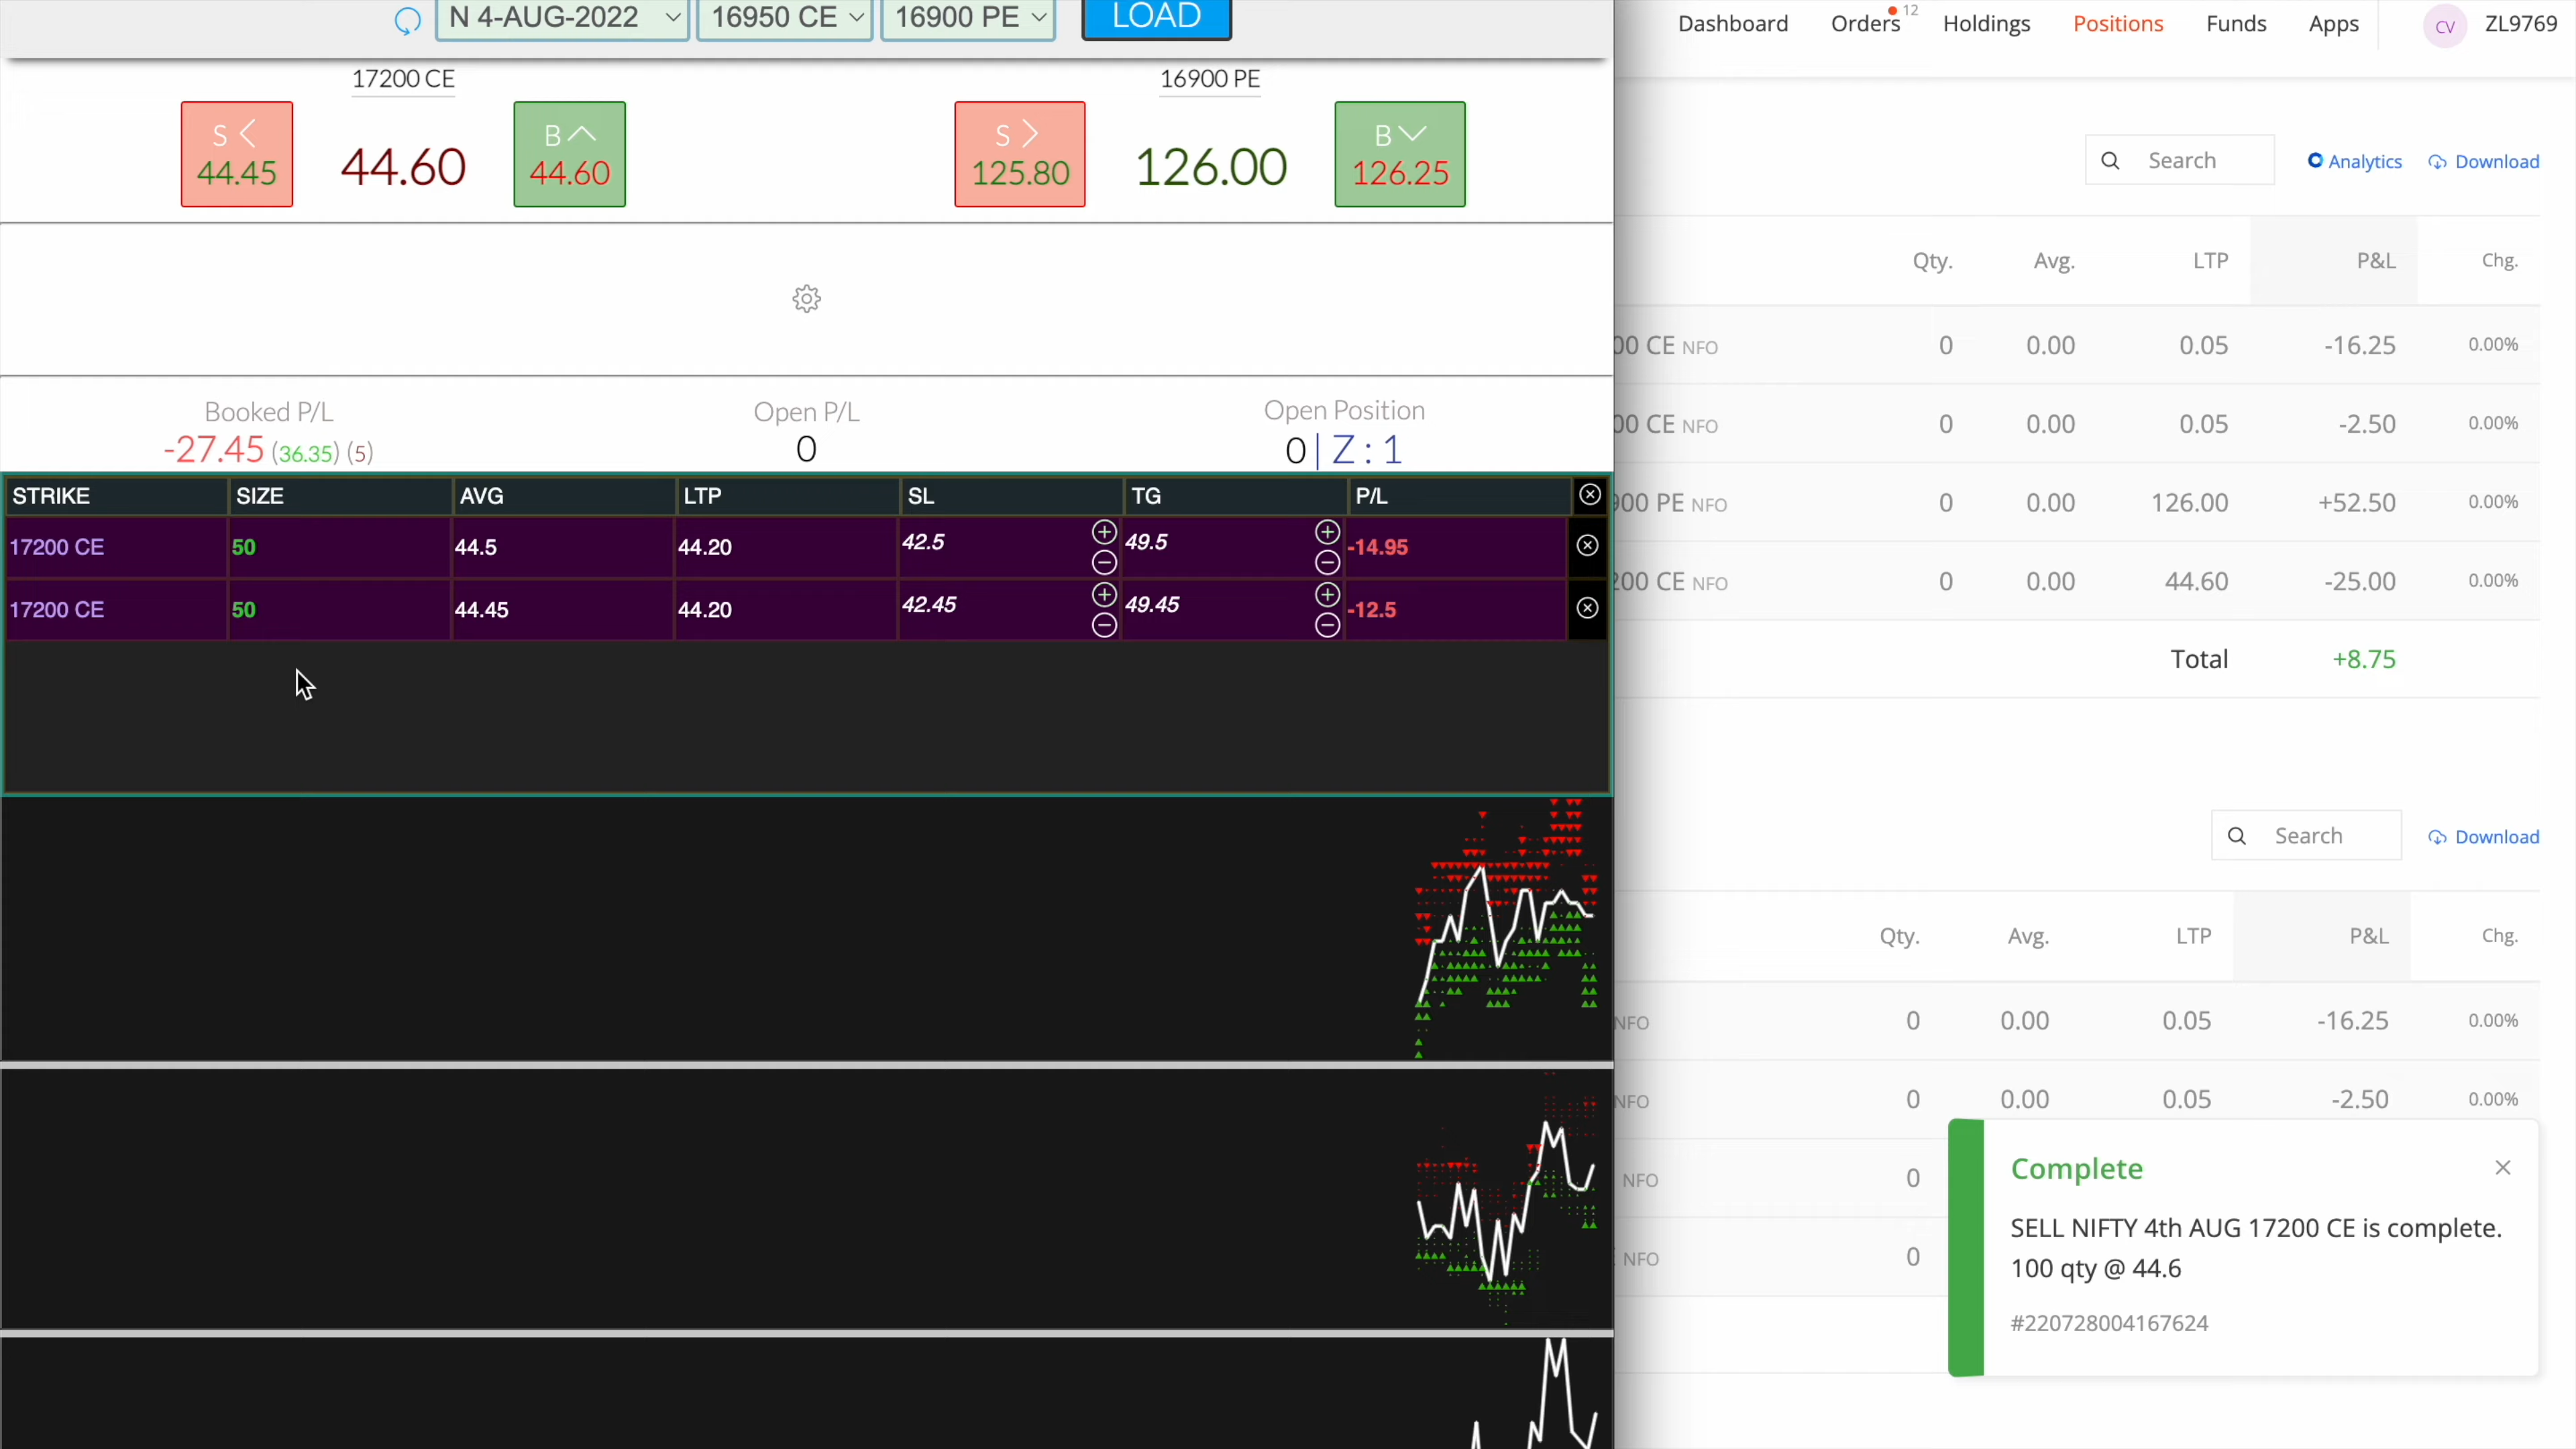 N 4-AUG-2022 16950 CE 16900 PE LOAD
17200 CE 16900 PE
S 44.45 44.60 B 44.60 S 125.80 126.00 B 126.25
Booked P/L Open P/L Open Position
-27.45 (36.35) (5) 0 0 | Z : 1
STRIKE SIZE AVG LTP SL TG P/L
17200 CE 50 44.5 44.20 42.5 49.5 -14.95
17200 CE 50 44.45 44.20 42.45 49.45 -12.5
Dashboard Orders 12 Holdings Positions Funds Apps CV ZL9769
Search Analytics Download
Qty. Avg. LTP P&L Chg.
00 CE NFO 0 0.00 0.05 -16.25 0.00%
00 CE NFO 0 0.00 0.05 -2.50 0.00%
900 PE NFO 0 0.00 126.00 +52.50 0.00%
200 CE NFO 0 0.00 44.60 -25.00 0.00%
Total +8.75
Search Download
Qty. Avg. LTP P&L Chg.
NFO 0 0.00 0.05 -16.25 0.00%
NFO 0 0.00 0.05 -2.50 0.00%
NFO 0
NFO 0
Complete
SELL NIFTY 4th AUG 17200 CE is complete.
100 qty @ 44.6
#220728004167624